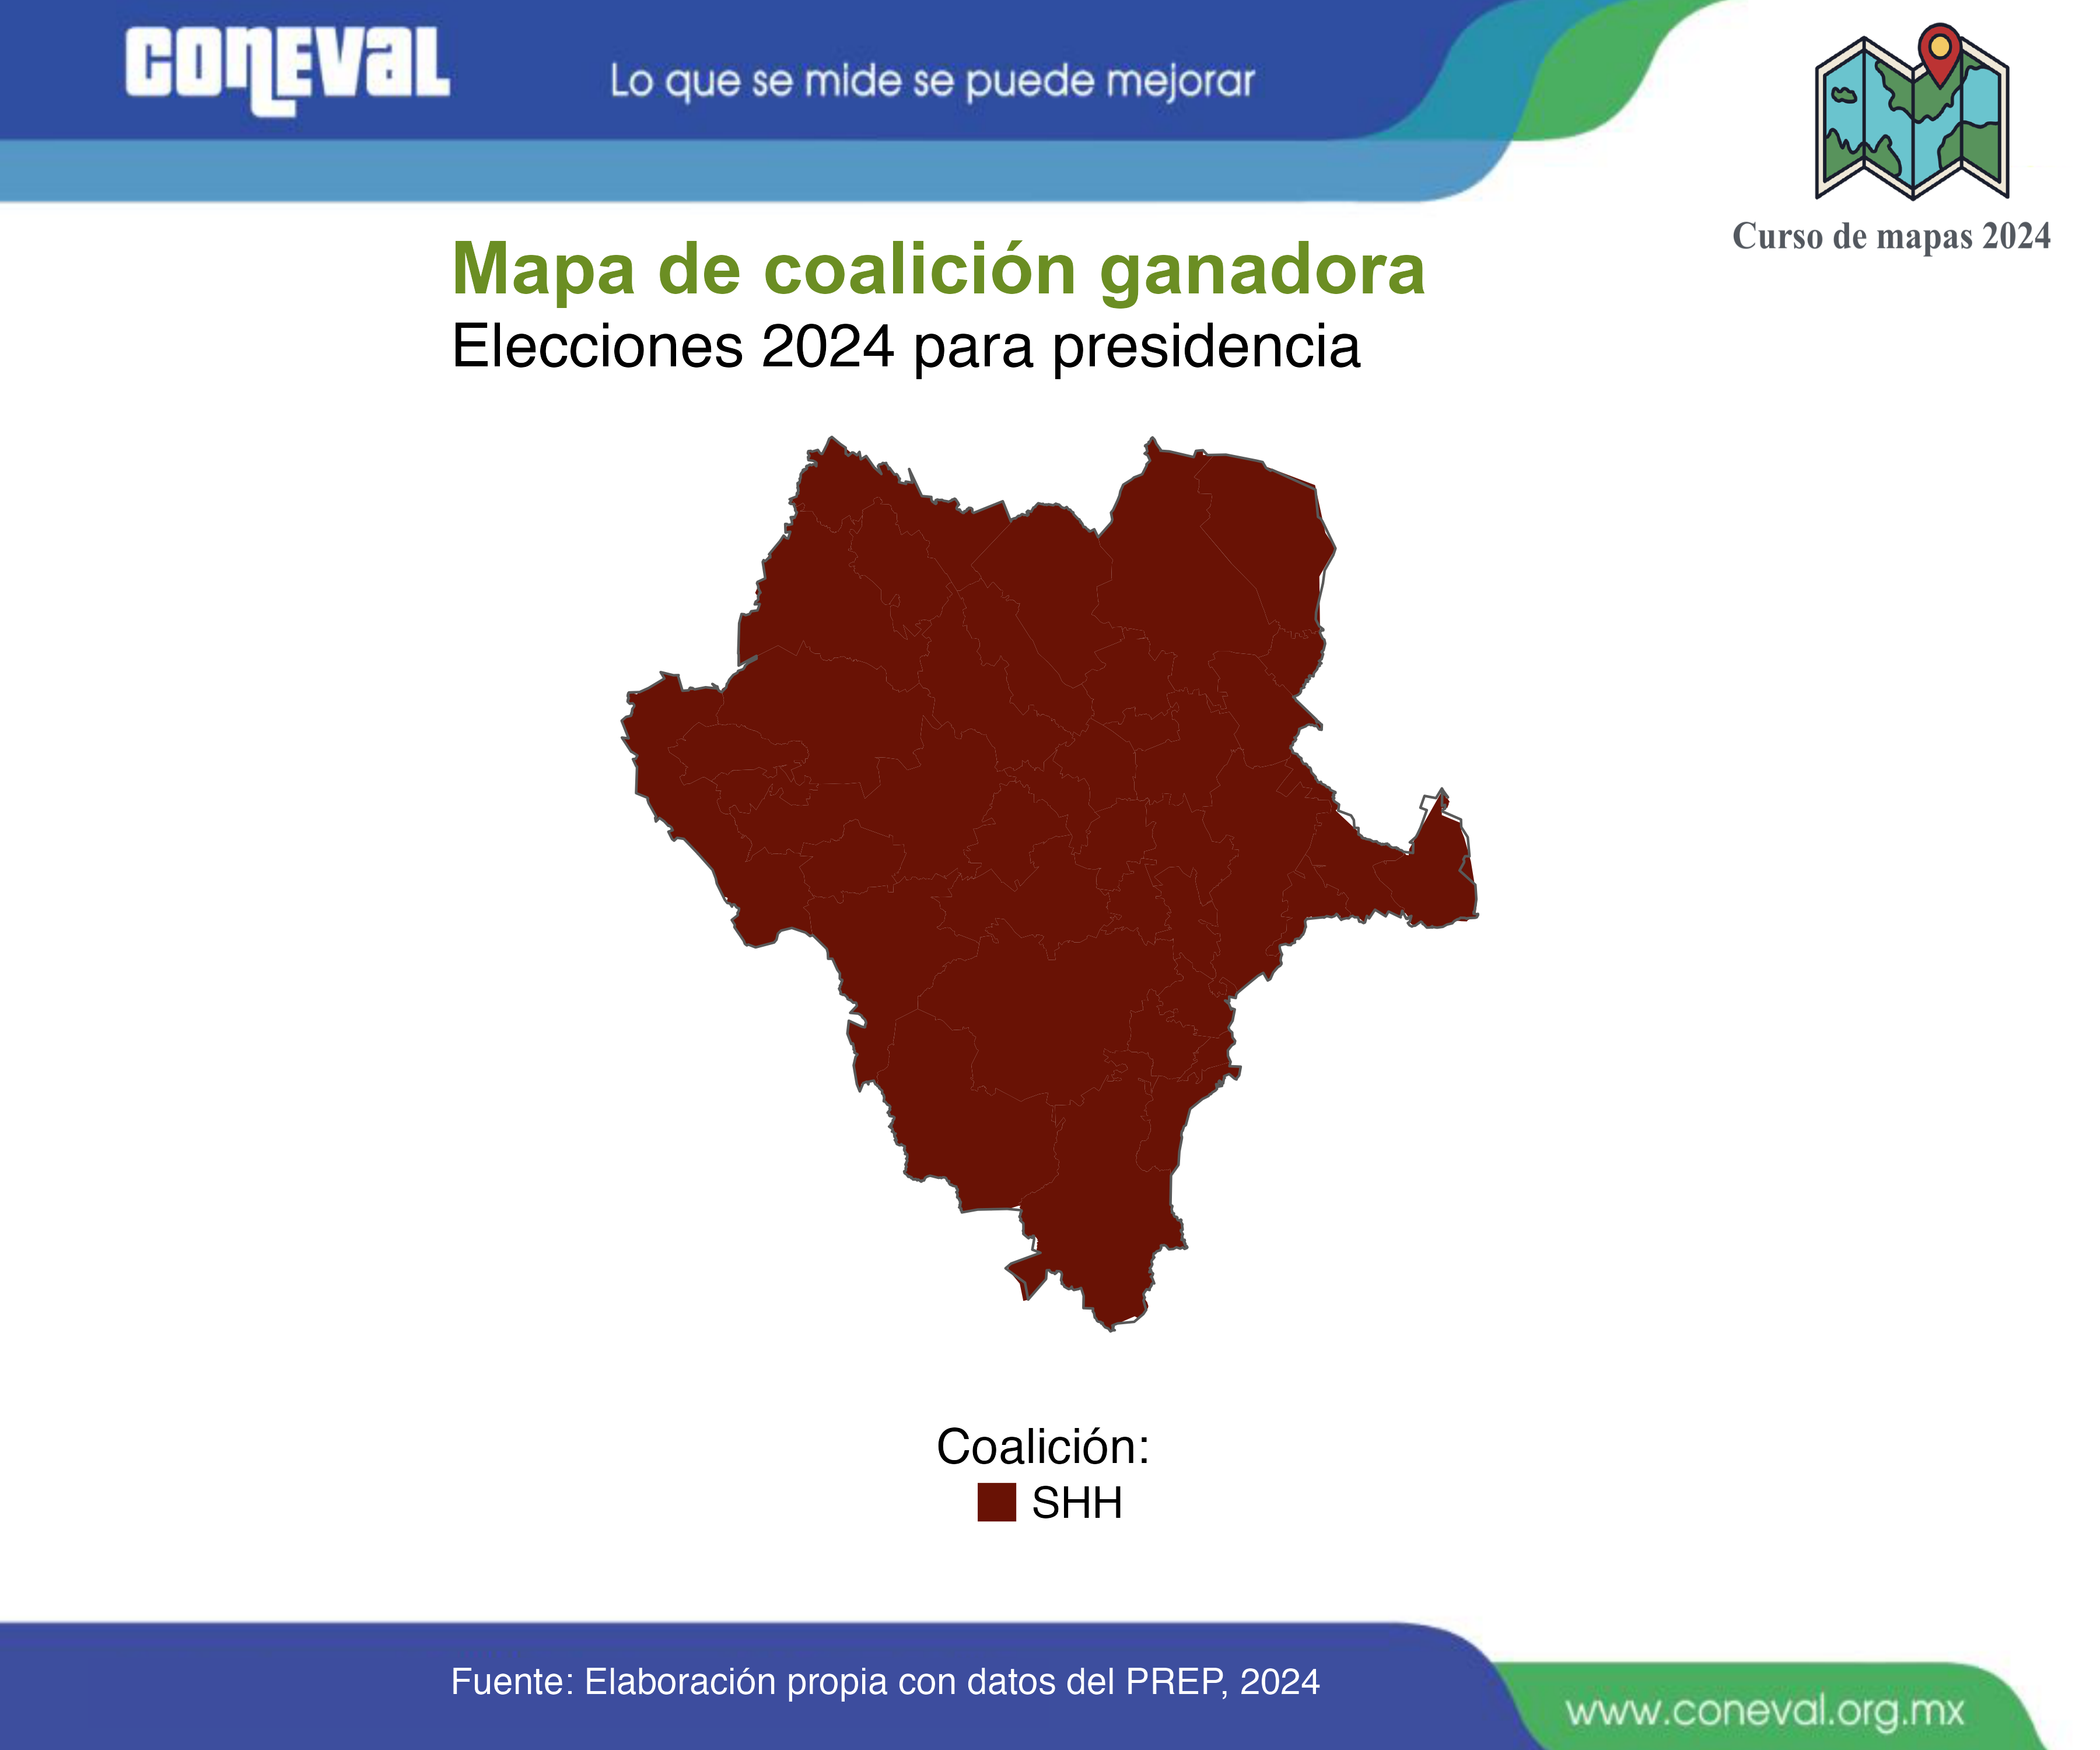 CONEVAL
Lo que se mide se puede mejorar
Curso de mapas 2024
Mapa de coalición ganadora
Elecciones 2024 para presidencia
Coalición:
SHH
Fuente: Elaboración propia con datos del PREP, 2024
www.coneval.org.mx